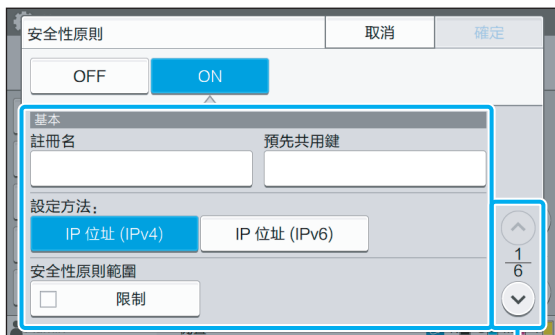 安全性原則 取消 確定
OFF ON
基本
註冊名 預先共用鍵
設定方法:
IP 位址 (IPv4) IP 位址 (IPv6)
1
6
安全性原則範圍
限制